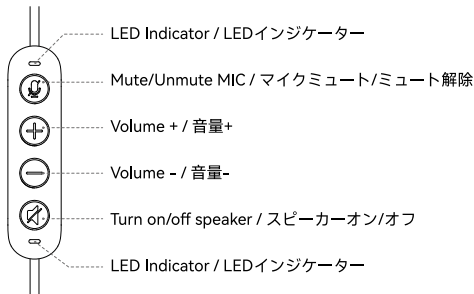 LED Indicator / LEDインジケーター
Mute/Unmute MIC / マイクミュート/ミュート解除
Volume + / 音量+
Volume - / 音量-
Turn on/off speaker / スピーカーオン/オフ
LED Indicator / LEDインジケーター